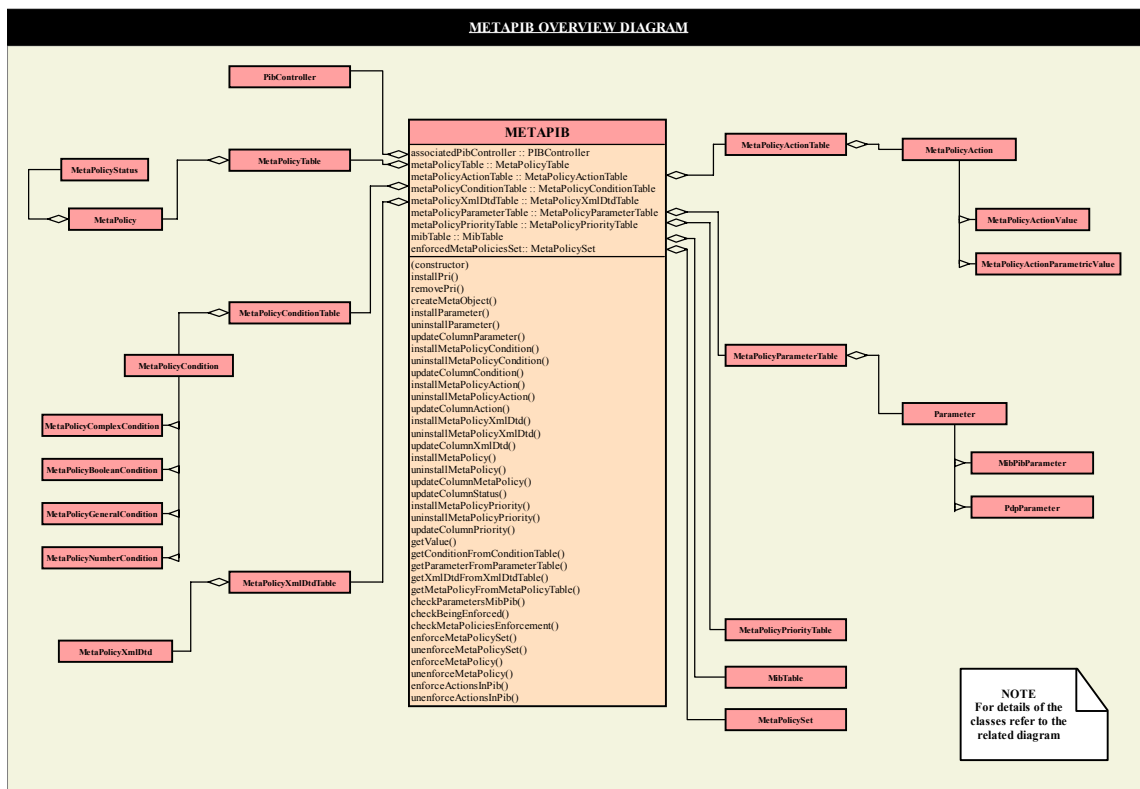 METAPIB OVERVIEW DIAGRAM
PibController
MetaPolicyTable
MetaPolicyStatus
MetaPolicy
MetaPolicyConditionTable
MetaPolicyCondition
MetaPolicyComplexCondition
MetaPolicyBooleanCondition
MetaPolicyGeneralCondition
MetaPolicyNumberCondition
MetaPolicyXmlDtdTable
MetaPolicyXmlDtd
METAPIB
associatedPibController :: PIBController
metaPolicyTable :: MetaPolicyTable
metaPolicyActionTable :: MetaPolicyActionTable
metaPolicyConditionTable :: MetaPolicyConditionTable
metaPolicyXmlDtdTable :: MetaPolicyXmlDtdTable
metaPolicyParameterTable :: MetaPolicyParameterTable
metaPolicyPriorityTable :: MetaPolicyPriorityTable
mibTable :: MibTable
enforcedMetaPoliciesSet:: MetaPolicySet
(constructor)
installPri()
removePri()
createMetaObject()
installParameter()
uninstallParameter()
updateColumnParameter()
installMetaPolicyCondition()
uninstallMetaPolicyCondition()
updateColumnCondition()
installMetaPolicyAction()
uninstallMetaPolicyAction()
updateColumnAction()
installMetaPolicyXmlDtd()
uninstallMetaPolicyXmlDtd()
updateColumnXmlDtd()
installMetaPolicy()
uninstallMetaPolicy()
updateColumnMetaPolicy()
updateColumnStatus()
installMetaPolicyPriority()
uninstallMetaPolicyPriority()
updateColumnPriority()
getValue()
getConditionFromConditionTable()
getParameterFromParameterTable()
getXmlDtdFromXmlDtdTable()
getMetaPolicyFromMetaPolicyTable()
checkParametersMibPib()
checkBeingEnforced()
checkMetaPoliciesEnforcement()
enforceMetaPolicySet()
unenforceMetaPolicySet()
enforceMetaPolicy()
unenforceMetaPolicy()
enforceActionsInPib()
unenforceActionsInPib()
MetaPolicyActionTable
MetaPolicyAction
MetaPolicyActionValue
MetaPolicyActionParametricValue
MetaPolicyParameterTable
Parameter
MibPibParameter
PdpParameter
MetaPolicyPriorityTable
MibTable
MetaPolicySet
NOTE
For details of the
classes refer to the
related diagram